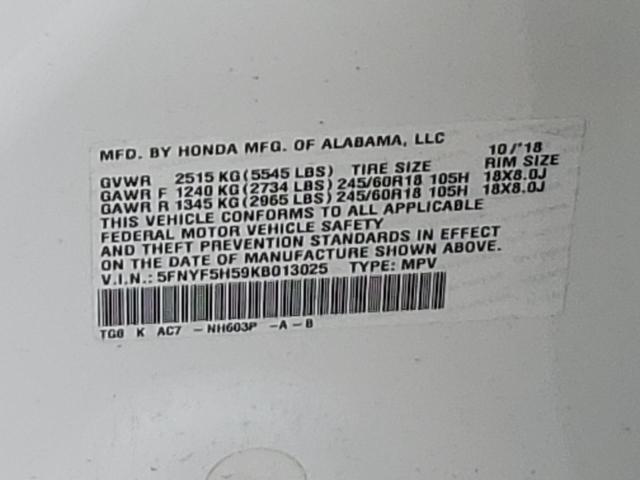 MFD. BY HONDA MFG. OF ALABAMA, LLC 10/'18
GVWR 2515 KG(5545 LBS) TIRE SIZE RIM SIZE
GAWR F 1240 KG(2734 LBS) 245/60R18 105H 18X8.0J
GAWR R 1345 KG(2965 LBS) 245/60R18 105H 18X8.0J
THIS VEHICLE CONFORMS TO ALL APPLICABLE
FEDERAL MOTOR VEHICLE SAFETY
AND THEFT PREVENTION STANDARDS IN EFFECT
ON THE DATE OF MANUFACTURE SHOWN ABOVE.
V.I.N.: 5FNYF5H59KB013025 TYPE: MPV
TG8 K AC7 -NH603P -A-B